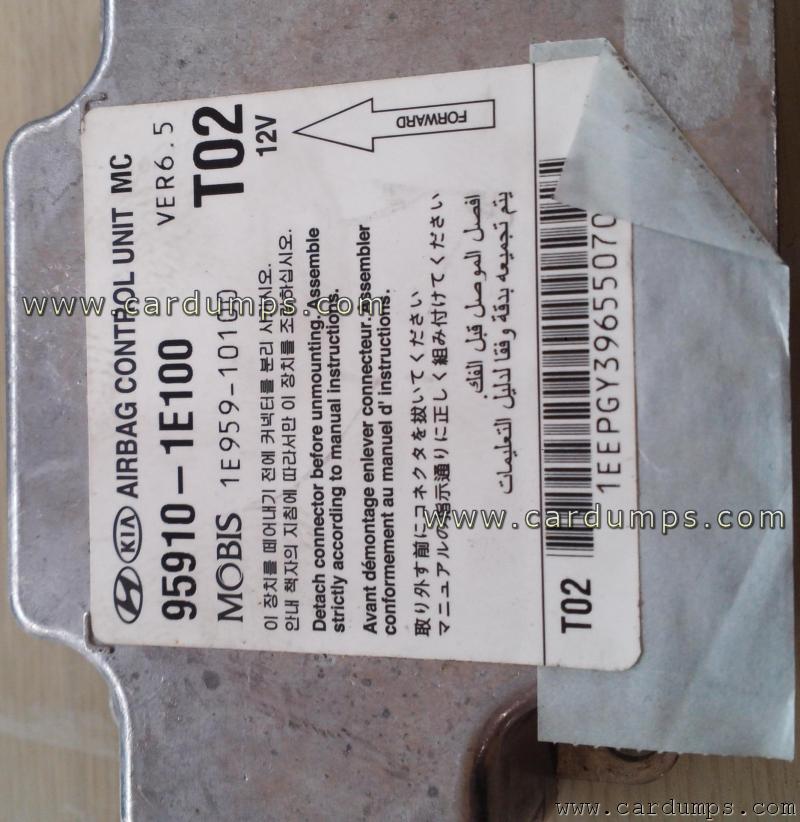 KIA AIRBAG CONTROL UNIT MC
95910-1E100
VER6.5
MOBIS 1E959-10100
T02
12V
FORWARD
이 장치를 떼어내기 전에 커넥터를 분리 시키시오.
안내 책자의 지침에 따라서만 이 장치를 조립하십시오.
Detach connector before unmounting. Assemble
strictly according to manual instructions.
Avant démontage enlever connecteur. assembler
conformement au manuel d' instructions.
取り外す前にコネクタを抜いてください
マニュアルの指示通りに正しく組み付けてください
افصل الموصل قبل الفك.
يتم تجميعه بدقة وفقا لدليل التعليمات
T02
1EEPGY39655070
www.cardumps.com
www.cardumps.com
www.cardumps.com